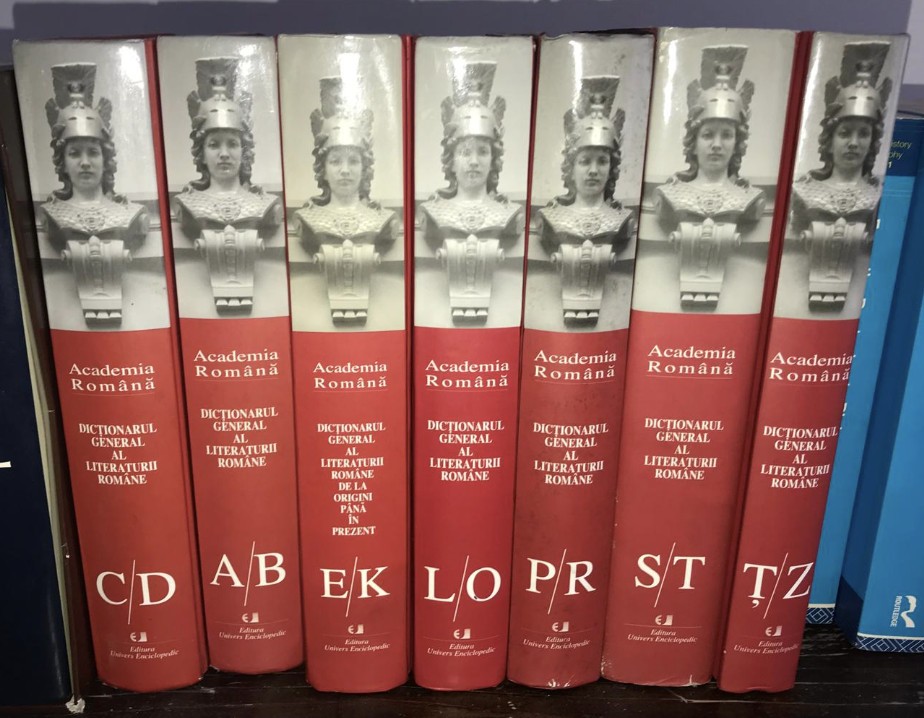 Academia
Română
DICȚIONARUL
GENERAL
AL
LITERATURII
ROMÂNE
C/D
Editura
Univers Enciclopedic
Academia
Română
DICȚIONARUL
GENERAL
AL
LITERATURII
ROMÂNE
A/B
Editura
Univers Enciclopedic
Academia
Română
DICȚIONARUL
GENERAL
AL
LITERATURII
ROMÂNE
DE LA
ORIGINI
PÂNĂ
ÎN
PREZENT
E/K
Editura
Univers Enciclopedic
Academia
Română
DICȚIONARUL
GENERAL
AL
LITERATURII
ROMÂNE
L/O
Editura
Univers Enciclopedic
Academia
Română
DICȚIONARUL
GENERAL
AL
LITERATURII
ROMÂNE
P/R
Editura
Univers Enciclopedic
Academia
Română
DICȚIONARUL
GENERAL
AL
LITERATURII
ROMÂNE
S/T
Editura
Univers Enciclopedic
Academia
Română
DICȚIONARUL
GENERAL
AL
LITERATURII
ROMÂNE
Ț/Z
Editura
Univers Enciclopedic
ROUTLEDGE